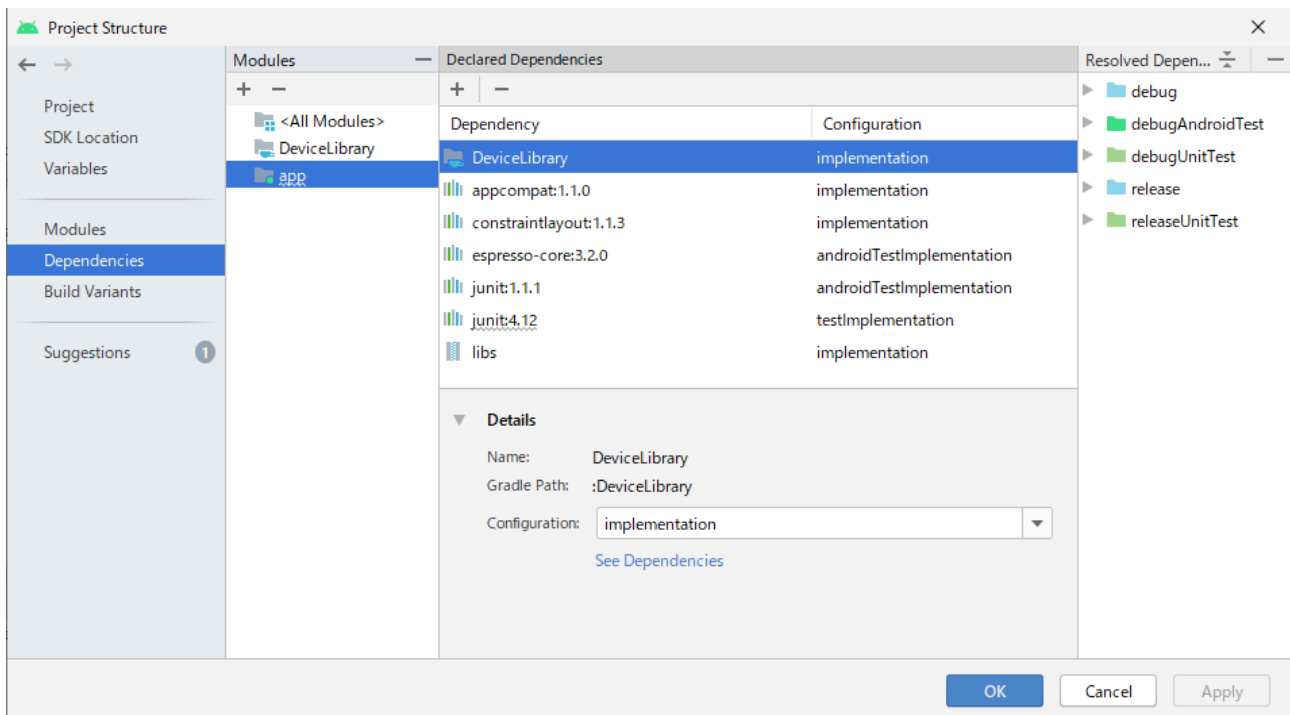 Project Structure
Project
SDK Location
Variables
Modules
Dependencies
Build Variants
Suggestions 1
Modules
<All Modules>
DeviceLibrary
app
Declared Dependencies
Dependency Configuration
DeviceLibrary implementation
appcompat:1.1.0 implementation
constraintlayout:1.1.3 implementation
espresso-core:3.2.0 androidTestImplementation
junit:1.1.1 androidTestImplementation
junit:4.12 testImplementation
libs implementation
Details
Name: DeviceLibrary
Gradle Path: :DeviceLibrary
Configuration: implementation
See Dependencies
Resolved Depen...
debug
debugAndroidTest
debugUnitTest
release
releaseUnitTest
OK Cancel Apply